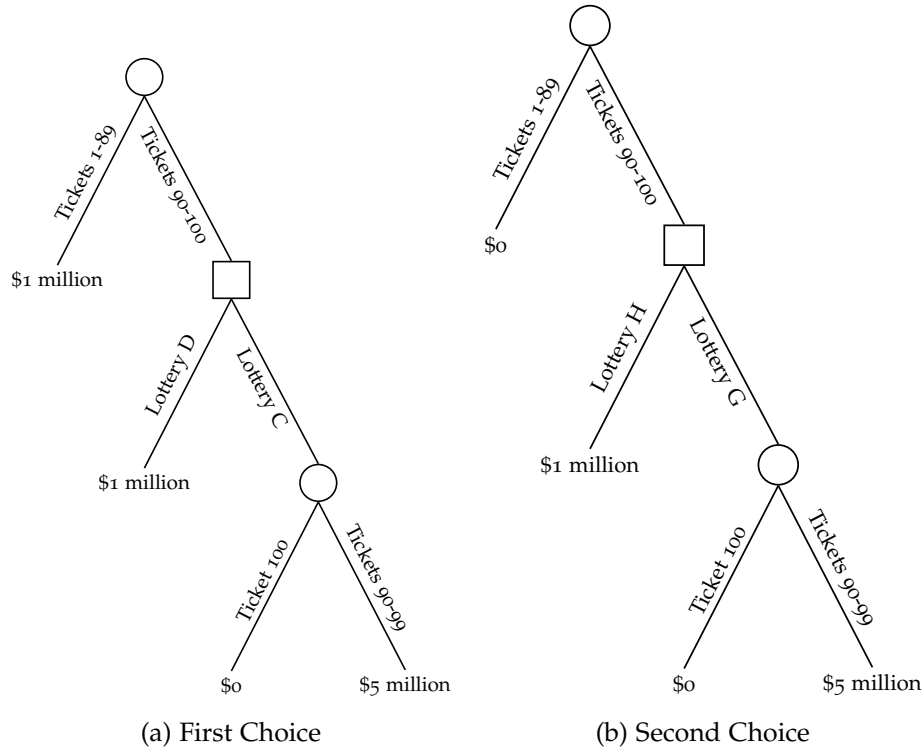 Tickets 1-89
Tickets 90-100
$1 million
Lottery D
Lottery C
$1 million
Ticket 100
Tickets 90-99
$0
$5 million
(a) First Choice
Tickets 1-89
Tickets 90-100
$0
Lottery H
Lottery G
$1 million
Ticket 100
Tickets 90-99
$0
$5 million
(b) Second Choice